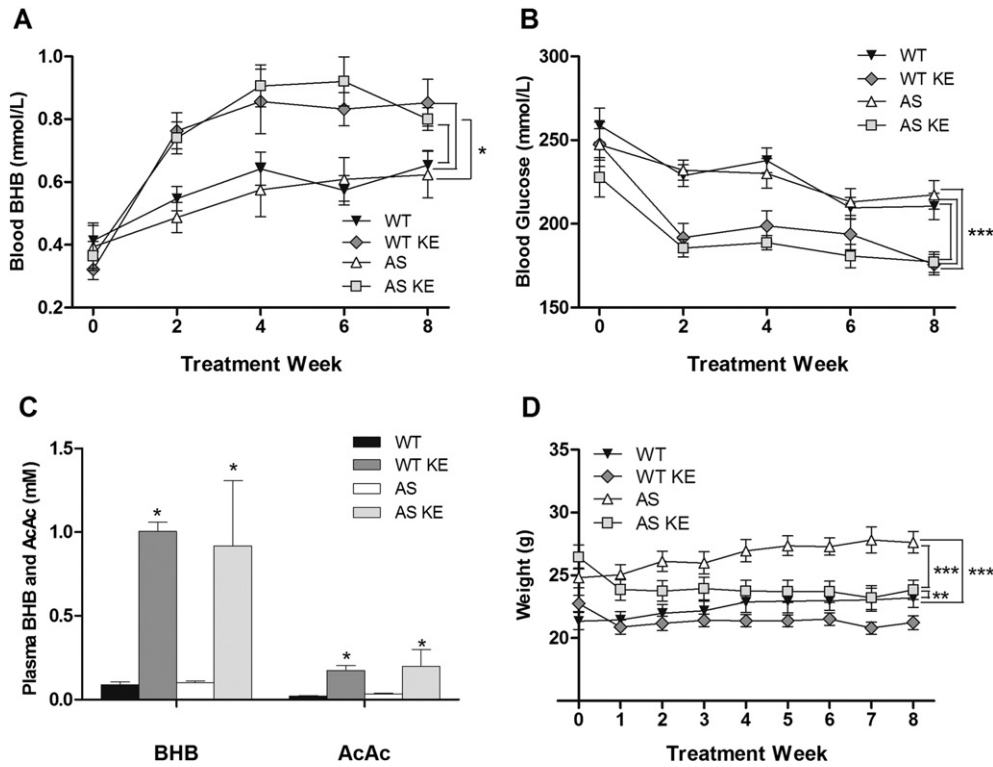 A
Blood BHB (mmol/L)
1.0
0.8
0.6
0.4
0.2
*
WT
WT KE
AS
AS KE
0 2 4 6 8
Treatment Week
B
Blood Glucose (mmol/L)
300
250
200
150
WT
WT KE
AS
AS KE
***
0 2 4 6 8
Treatment Week
C
Plasma BHB and AcAc (mM)
1.5
1.0
0.5
0.0
WT
WT KE
AS
AS KE
* * * *
BHB AcAc
D
Weight (g)
35
30
25
20
WT
WT KE
AS
AS KE
*** ***
**
0 1 2 3 4 5 6 7 8
Treatment Week